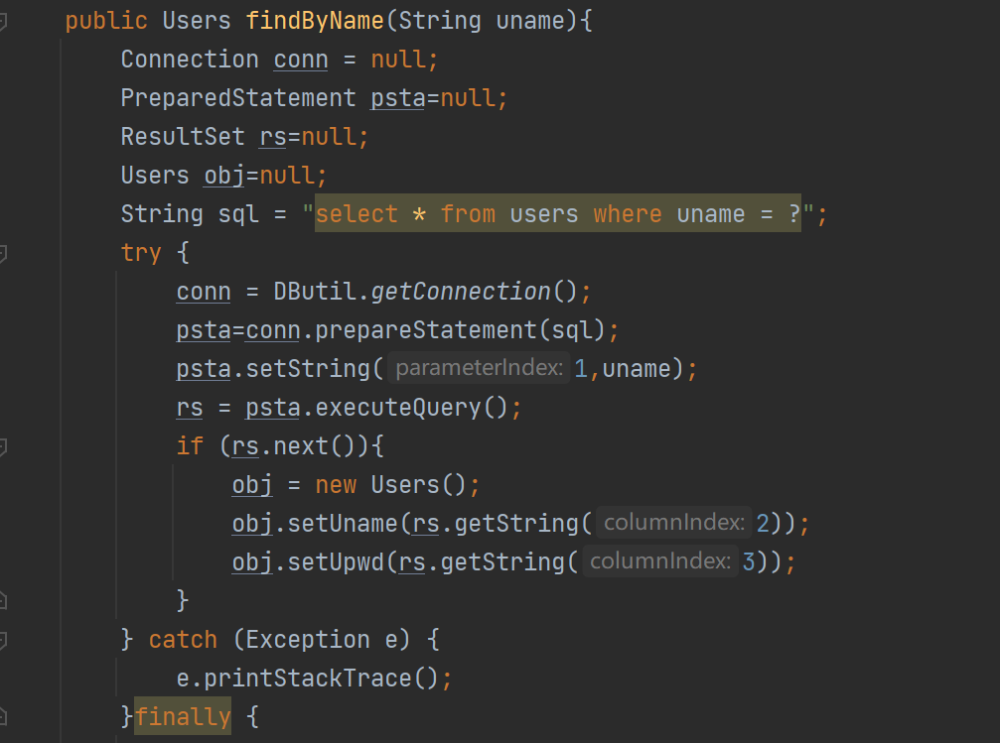 public Users findByName(String uname){
Connection conn = null;
PreparedStatement psta=null;
ResultSet rs=null;
Users obj=null;
String sql = "select * from users where uname = ?";
try {
conn = DButil.getConnection();
psta=conn.prepareStatement(sql);
psta.setString( parameterIndex: 1,uname);
rs = psta.executeQuery();
if (rs.next()){
obj = new Users();
obj.setUname(rs.getString( columnIndex: 2));
obj.setUpwd(rs.getString( columnIndex: 3));
}
} catch (Exception e) {
e.printStackTrace();
}finally {